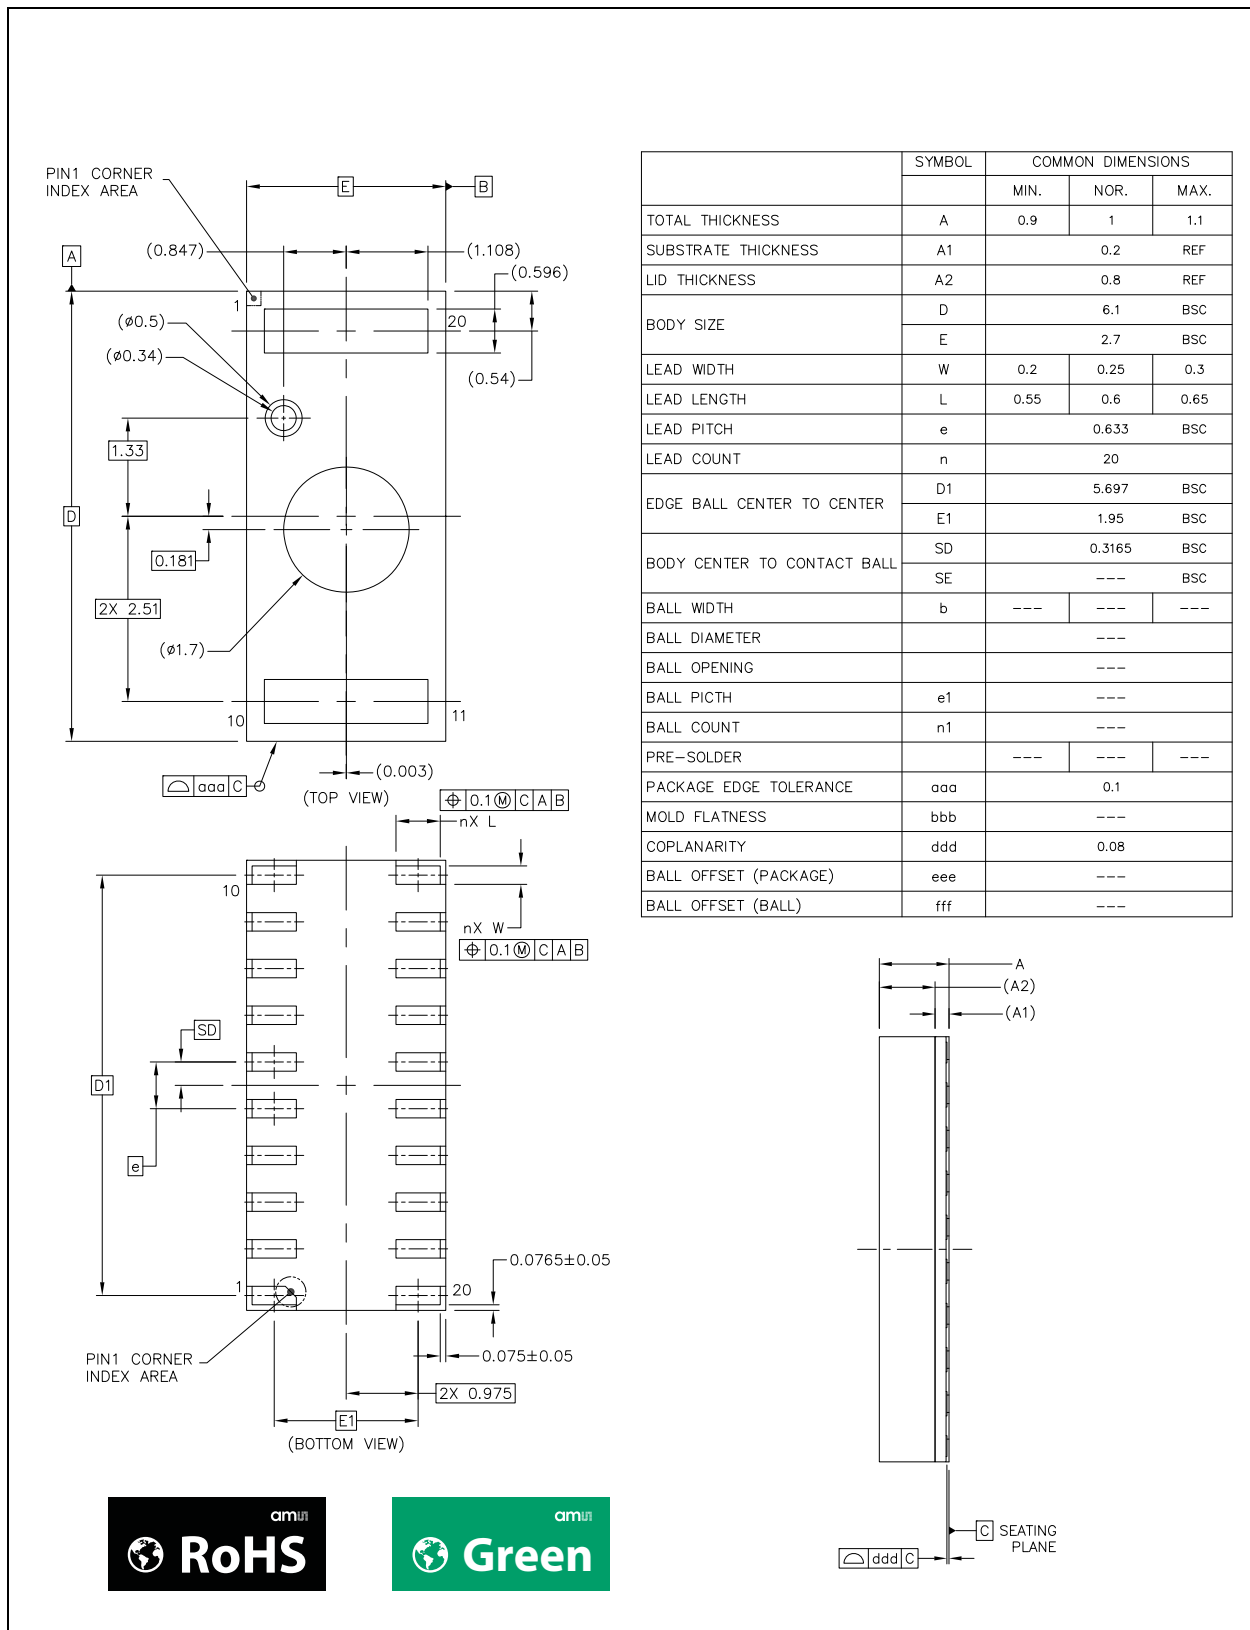 PIN1 CORNER
INDEX AREA
E
B
A
(0.847)
(1.108)
(0.596)
1
20
(ø0.5)
(ø0.34)
(0.54)
1.33
D
0.181
2X 2.51
(ø1.7)
10
11
aaa C
(0.003)
(TOP VIEW)
SYMBOL COMMON DIMENSIONS
MIN. NOR. MAX.
TOTAL THICKNESS A 0.9 1 1.1
SUBSTRATE THICKNESS A1 0.2 REF
LID THICKNESS A2 0.8 REF
BODY SIZE D 6.1 BSC
E 2.7 BSC
LEAD WIDTH W 0.2 0.25 0.3
LEAD LENGTH L 0.55 0.6 0.65
LEAD PITCH e 0.633 BSC
LEAD COUNT n 20
EDGE BALL CENTER TO CENTER D1 5.697 BSC
E1 1.95 BSC
BODY CENTER TO CONTACT BALL SD 0.3165 BSC
SE --- BSC
BALL WIDTH b --- --- ---
BALL DIAMETER ---
BALL OPENING ---
BALL PICTH e1 ---
BALL COUNT n1 ---
PRE-SOLDER --- --- ---
PACKAGE EDGE TOLERANCE aaa 0.1
MOLD FLATNESS bbb ---
COPLANARITY ddd 0.08
BALL OFFSET (PACKAGE) eee ---
BALL OFFSET (BALL) fff ---
⌖ 0.1Ⓜ C A B
nX L
10
nX W
⌖ 0.1Ⓜ C A B
SD
D1
e
1
20
0.0765±0.05
0.075±0.05
PIN1 CORNER
INDEX AREA
2X 0.975
E1
(BOTTOM VIEW)
A
(A2)
(A1)
C SEATING
PLANE
ddd C
am
RoHS
am
Green